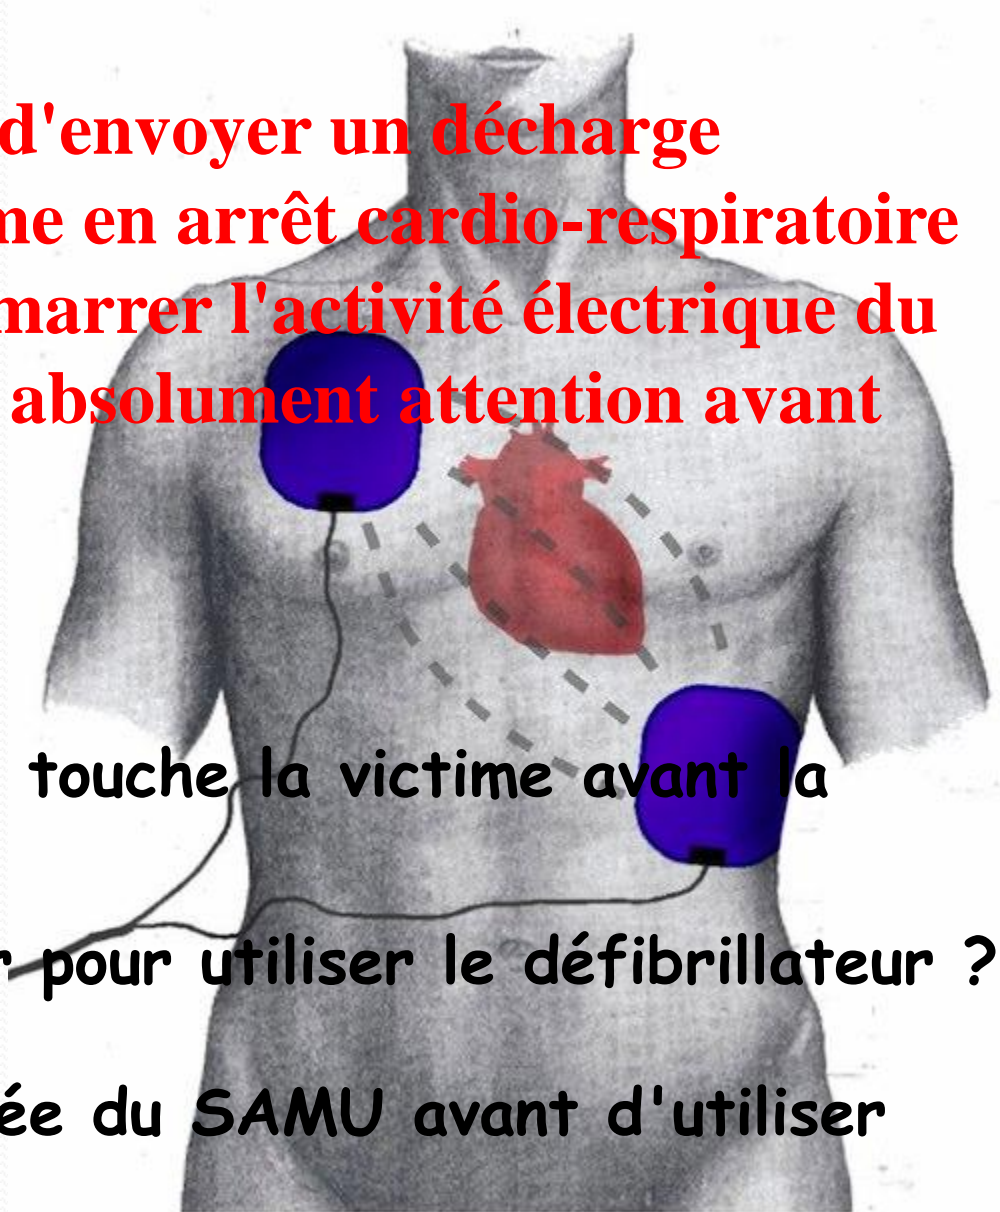 d'envoyer un décharge
me en arrêt cardio-respiratoire
marrer l'activité électrique du
absolument attention avant
touche la victime avant la
r pour utiliser le défibrillateur ?
ée du SAMU avant d'utiliser